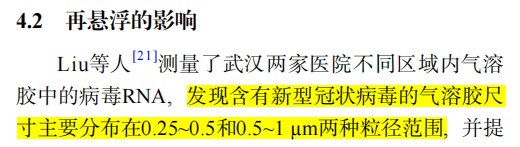 4.2 再悬浮的影响
Liu等人[21]测量了武汉两家医院不同区域内气溶
胶中的病毒RNA,发现含有新型冠状病毒的气溶胶尺
寸主要分布在0.25~0.5和0.5~1 μm两种粒径范围,并提